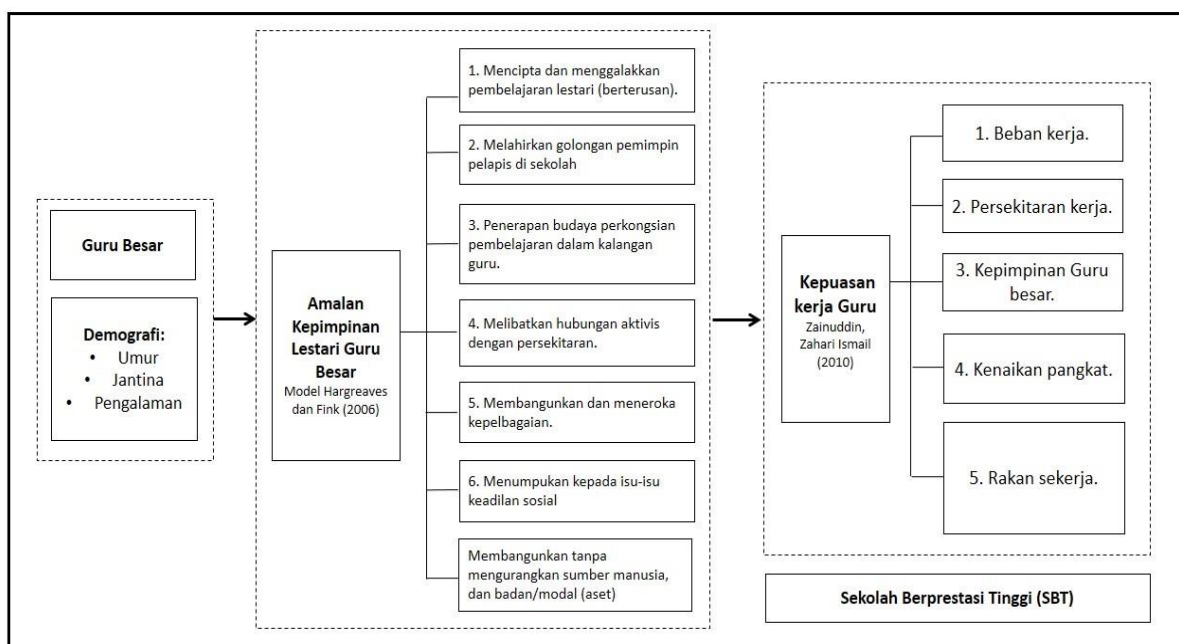 Guru Besar
Demografi:
• Umur
• Jantina
• Pengalaman
Amalan
Kepimpinan
Lestari Guru
Besar
Model Hargreaves
dan Fink (2006)
1. Mencipta dan menggalakkan
pembelajaran lestari (berterusan).
2. Melahirkan golongan pemimpin
pelapis di sekolah
3. Penerapan budaya perkongsian
pembelajaran dalam kalangan
guru.
4. Melibatkan hubungan aktivis
dengan persekitaran.
5. Membangunkan dan meneroka
kepelbagaian.
6. Menumpukan kepada isu-isu
keadilan sosial
Membangunkan tanpa
mengurangkan sumber manusia,
dan badan/modal (aset)
Kepuasan
kerja Guru
Zainuddin,
Zahari Ismail
(2010)
1. Beban kerja.
2. Persekitaran kerja.
3. Kepimpinan Guru
besar.
4. Kenaikan pangkat.
5. Rakan sekerja.
Sekolah Berprestasi Tinggi (SBT)